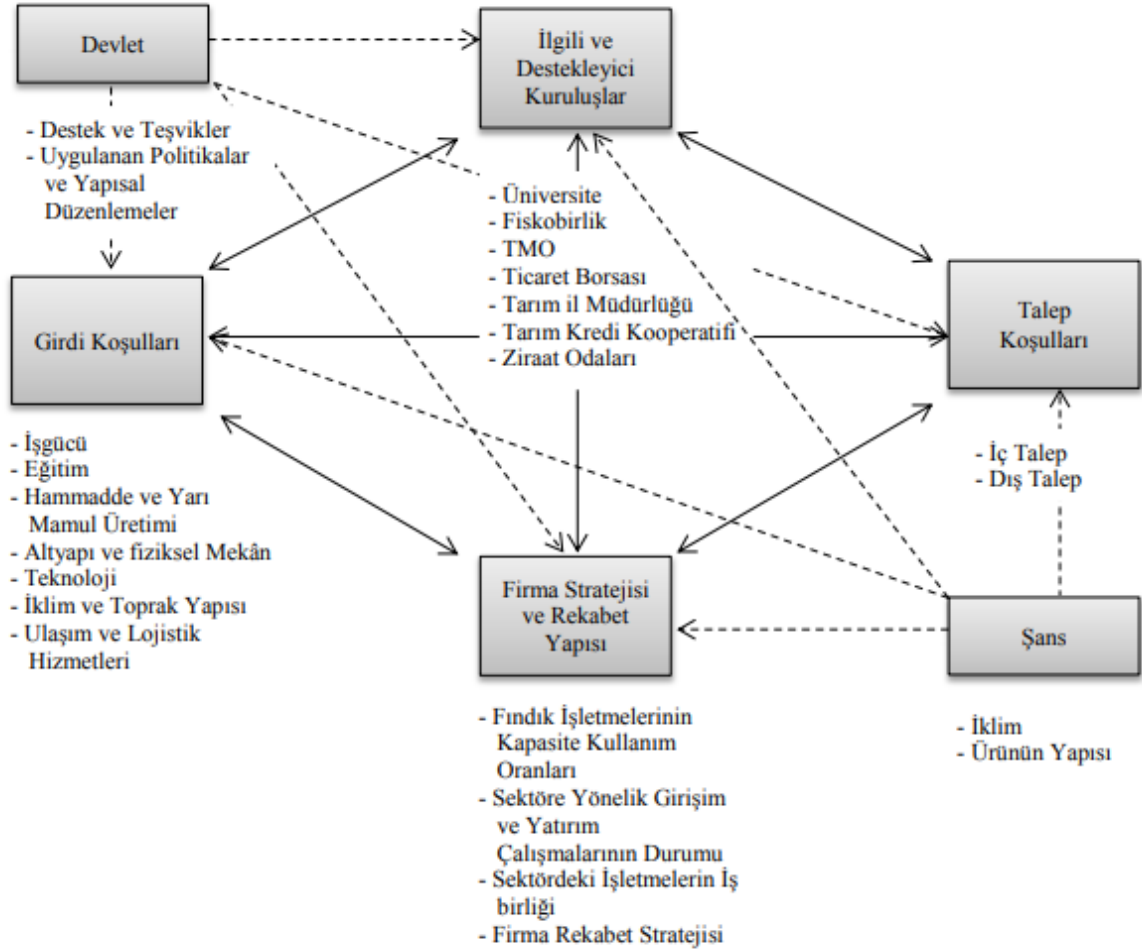 Devlet
- Destek ve Teşvikler
- Uygulanan Politikalar
ve Yapısal
Düzenlemeler
İlgili ve
Destekleyici
Kuruluşlar
- Üniversite
- Fiskobirlik
- TMO
- Ticaret Borsası
- Tarım il Müdürlüğü
- Tarım Kredi Kooperatifi
- Ziraat Odaları
Girdi Koşulları
- İşgücü
- Eğitim
- Hammadde ve Yarı
Mamul Üretimi
- Altyapı ve fiziksel Mekân
- Teknoloji
- İklim ve Toprak Yapısı
- Ulaşım ve Lojistik
Hizmetleri
Talep
Koşulları
- İç Talep
- Dış Talep
Firma Stratejisi
ve Rekabet
Yapısı
- Fındık İşletmelerinin
Kapasite Kullanım
Oranları
- Sektöre Yönelik Girişim
ve Yatırım
Çalışmalarının Durumu
- Sektördeki İşletmelerin İş
birliği
- Firma Rekabet Stratejisi
Şans
- İklim
- Ürünün Yapısı